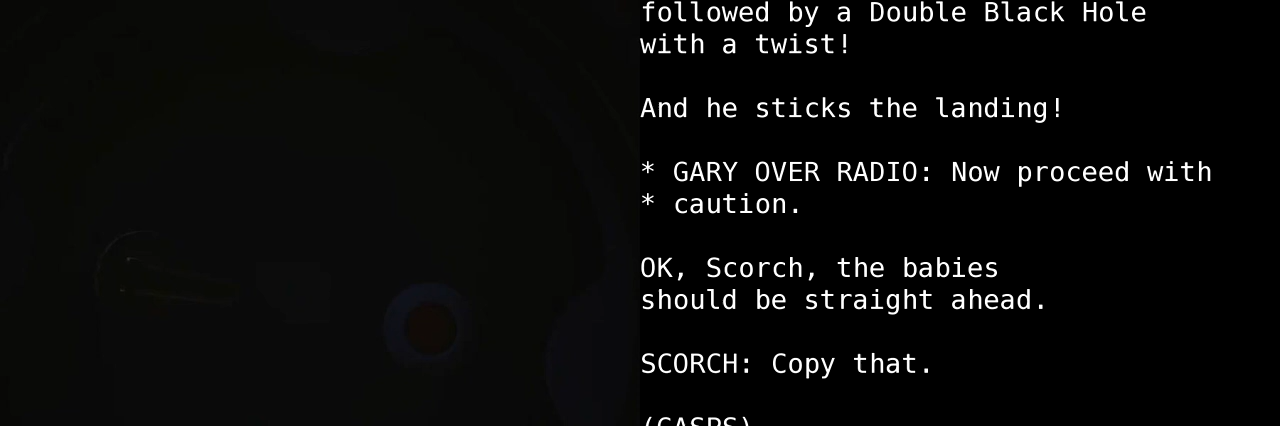 followed by a Double Black Hole
with a twist!
And he sticks the landing!
* GARY OVER RADIO: Now proceed with
* caution.
OK, Scorch, the babies
should be straight ahead.
SCORCH: Copy that.
(GASPS)